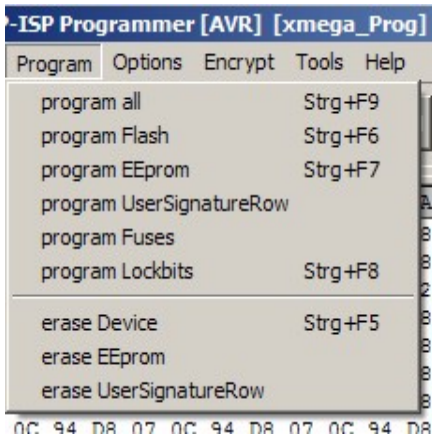 -ISP Programmer [AVR] [xmega_Prog]
Program Options Encrypt Tools Help
program all Strg+F9
program Flash Strg+F6
program EEprom Strg+F7
program UserSignatureRow
program Fuses
program Lockbits Strg+F8
erase Device Strg+F5
erase EEprom
erase UserSignatureRow
0C 94 D8 07 0C 94 D8 07 0C 94 D8